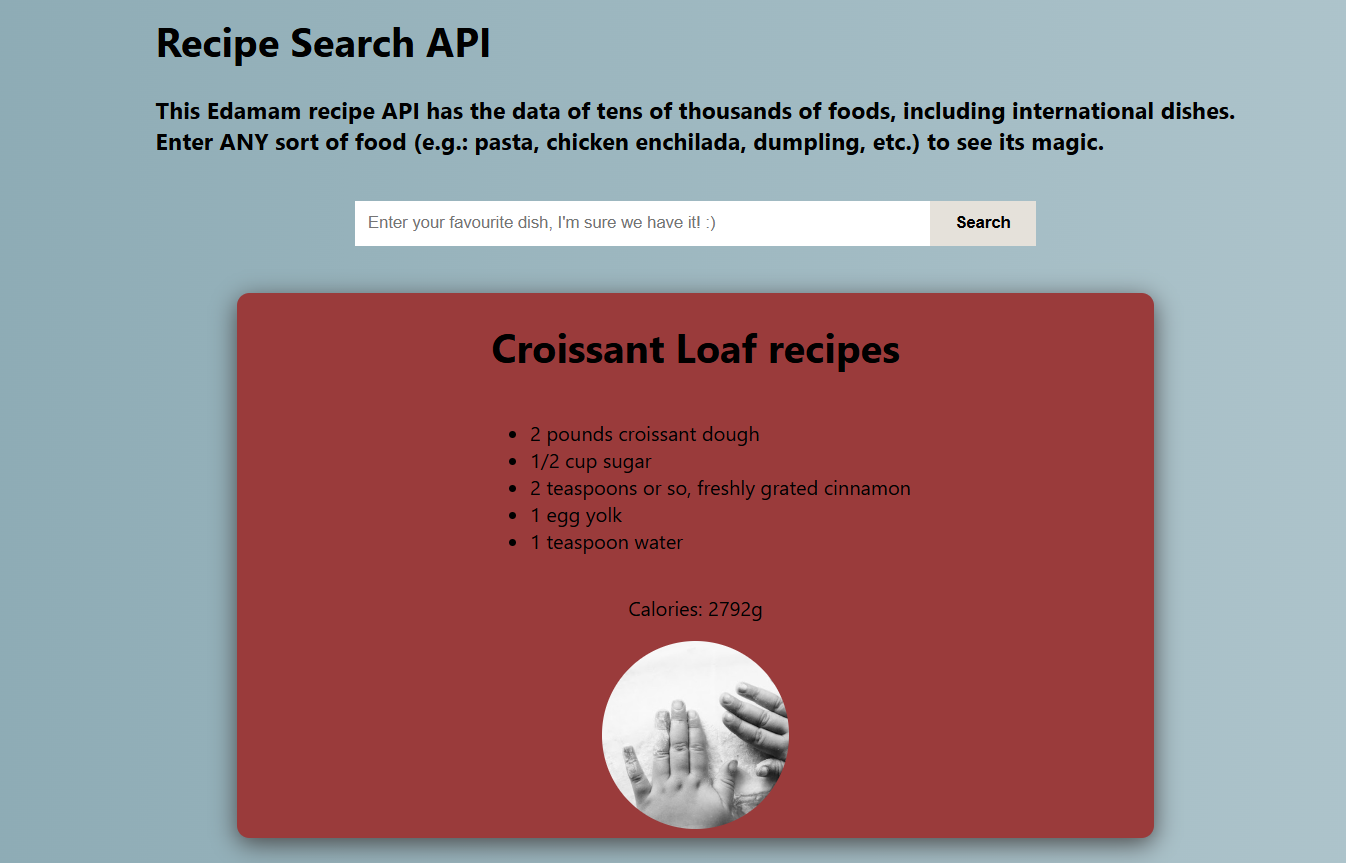 Recipe Search API
This Edamam recipe API has the data of tens of thousands of foods, including international dishes.
Enter ANY sort of food (e.g.: pasta, chicken enchilada, dumpling, etc.) to see its magic.
Enter your favourite dish, I'm sure we have it! :)
Search
Croissant Loaf recipes
• 2 pounds croissant dough
• 1/2 cup sugar
• 2 teaspoons or so, freshly grated cinnamon
• 1 egg yolk
• 1 teaspoon water
Calories: 2792g